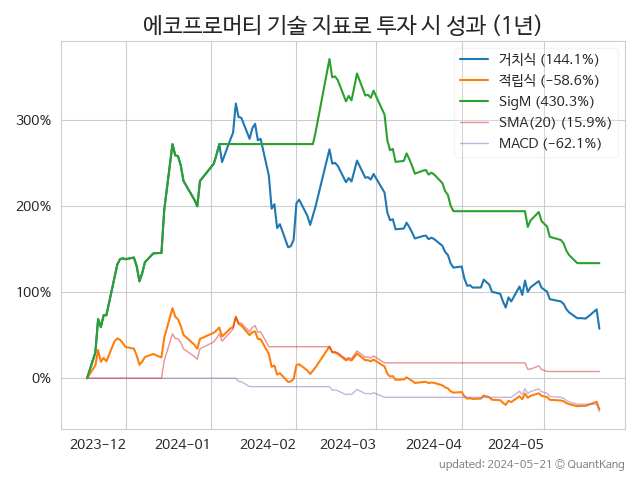 에코프로머티 기술 지표로 투자 시 성과 (1년)
거치식 (144.1%)
적립식 (−58.6%)
SigM (430.3%)
SMA(20) (15.9%)
MACD (−62.1%)
300%
200%
100%
0%
2023-12
2024-01
2024-02
2024-03
2024-04
2024-05
updated: 2024-05-21 © QuantKang